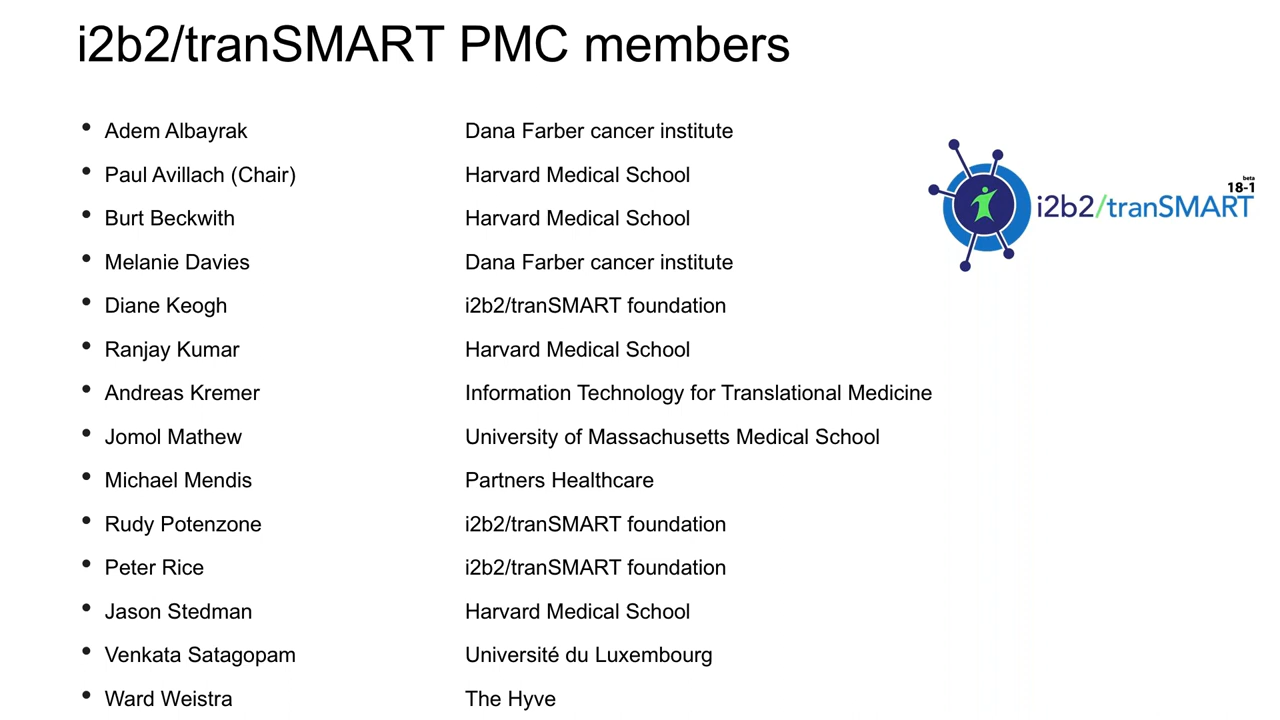 i2b2/tranSMART PMC members
• Adem Albayrak Dana Farber cancer institute
• Paul Avillach (Chair) Harvard Medical School
• Burt Beckwith Harvard Medical School
• Melanie Davies Dana Farber cancer institute
• Diane Keogh i2b2/tranSMART foundation
• Ranjay Kumar Harvard Medical School
• Andreas Kremer Information Technology for Translational Medicine
• Jomol Mathew University of Massachusetts Medical School
• Michael Mendis Partners Healthcare
• Rudy Potenzone i2b2/tranSMART foundation
• Peter Rice i2b2/tranSMART foundation
• Jason Stedman Harvard Medical School
• Venkata Satagopam Université du Luxembourg
• Ward Weistra The Hyve
beta
18-1
i2b2/tranSMART